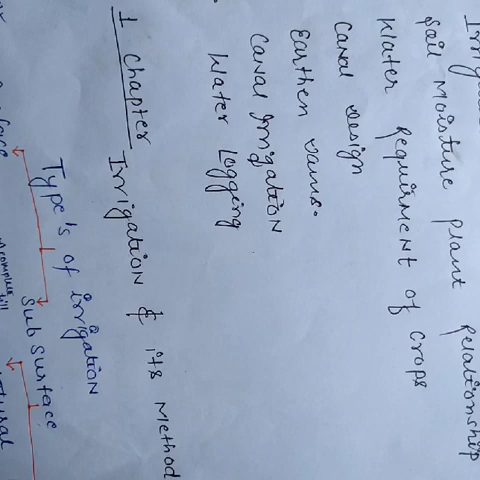 Soil Moisture Plant Relationship
Water Requirment of Crops
Canal Design
Earthen Dams.
Canal Irrigation
Water Logging
1 Chapter Irrigation & its Method
Type's of irrigation
Sub Surface